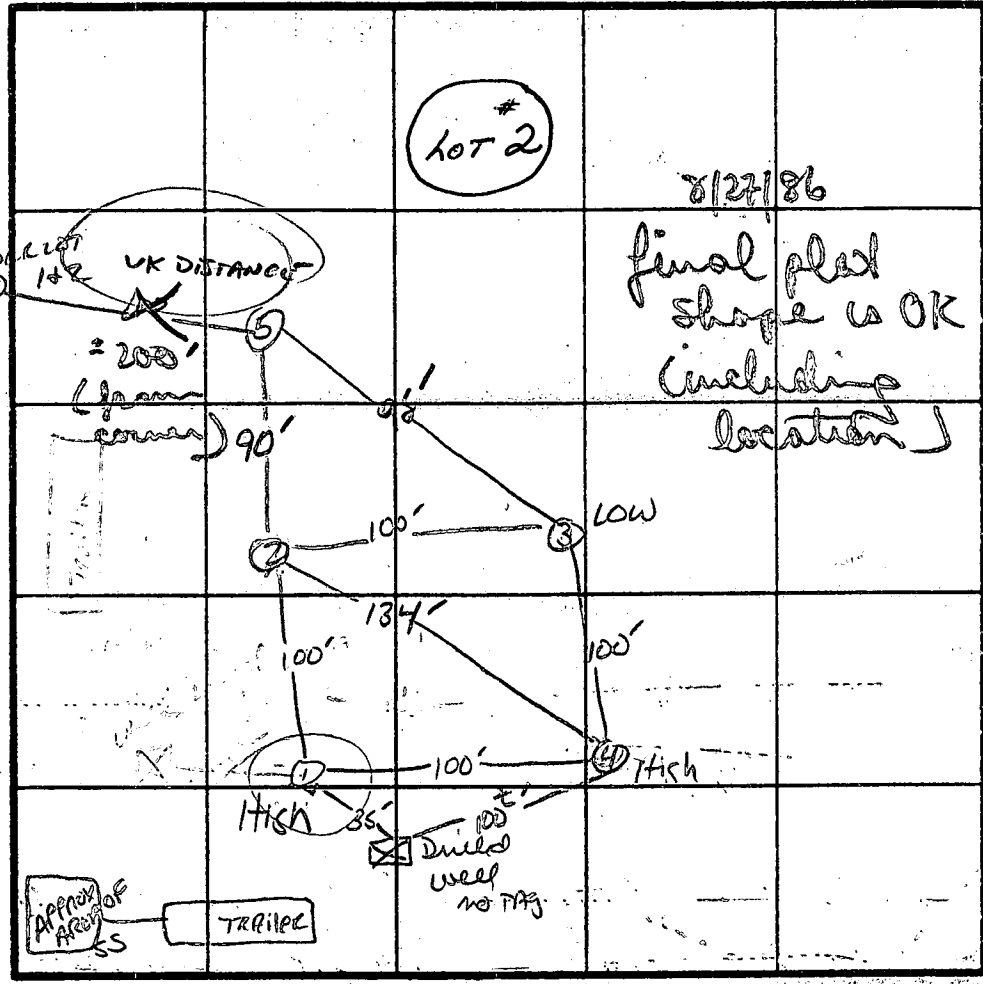 LOT #2
8/27/86
final plat
shape is OK
(including
location)
1+2
UK DISTANCE
5
± 200'
(from
corner)
90'
100'
3
LOW
2
134'
100'
100'
1
100'
4
High
High
35'
100'±
Drilled
well
no TAG
APPROX
AREA OF
SS
TRAILER